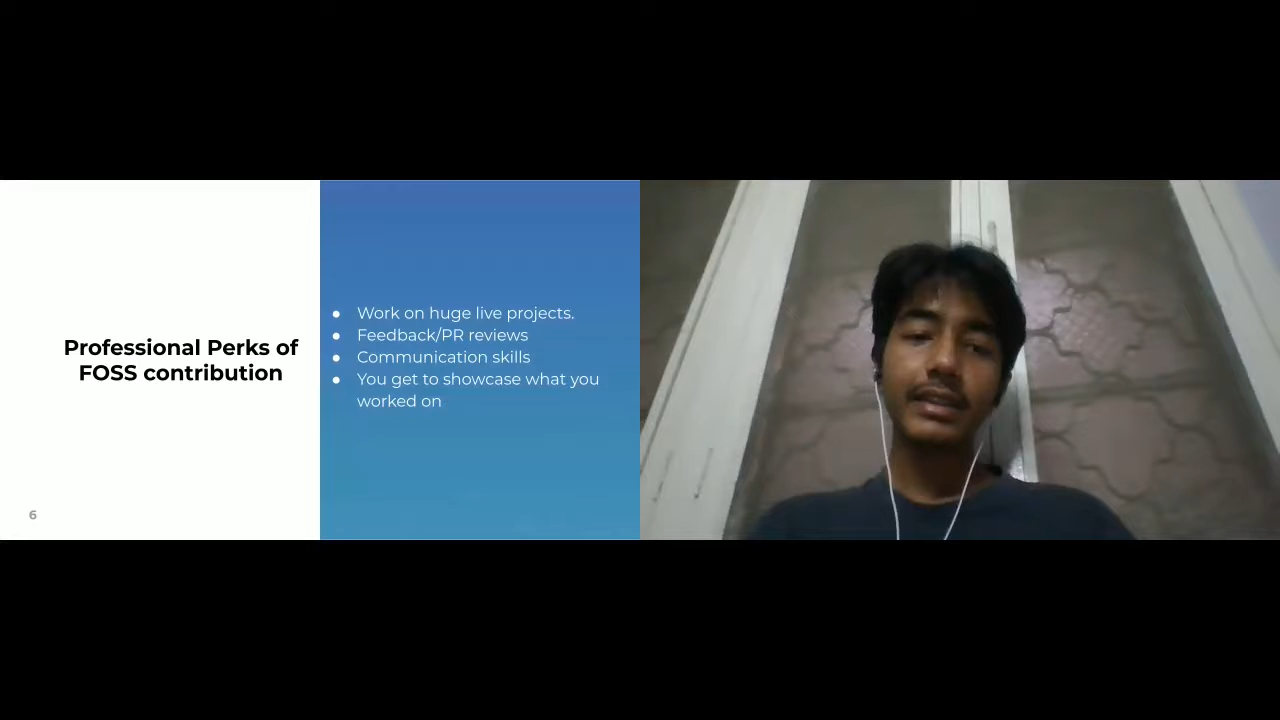 Professional Perks of
FOSS contribution
● Work on huge live projects.
● Feedback/PR reviews
● Communication skills
● You get to showcase what you
worked on
6